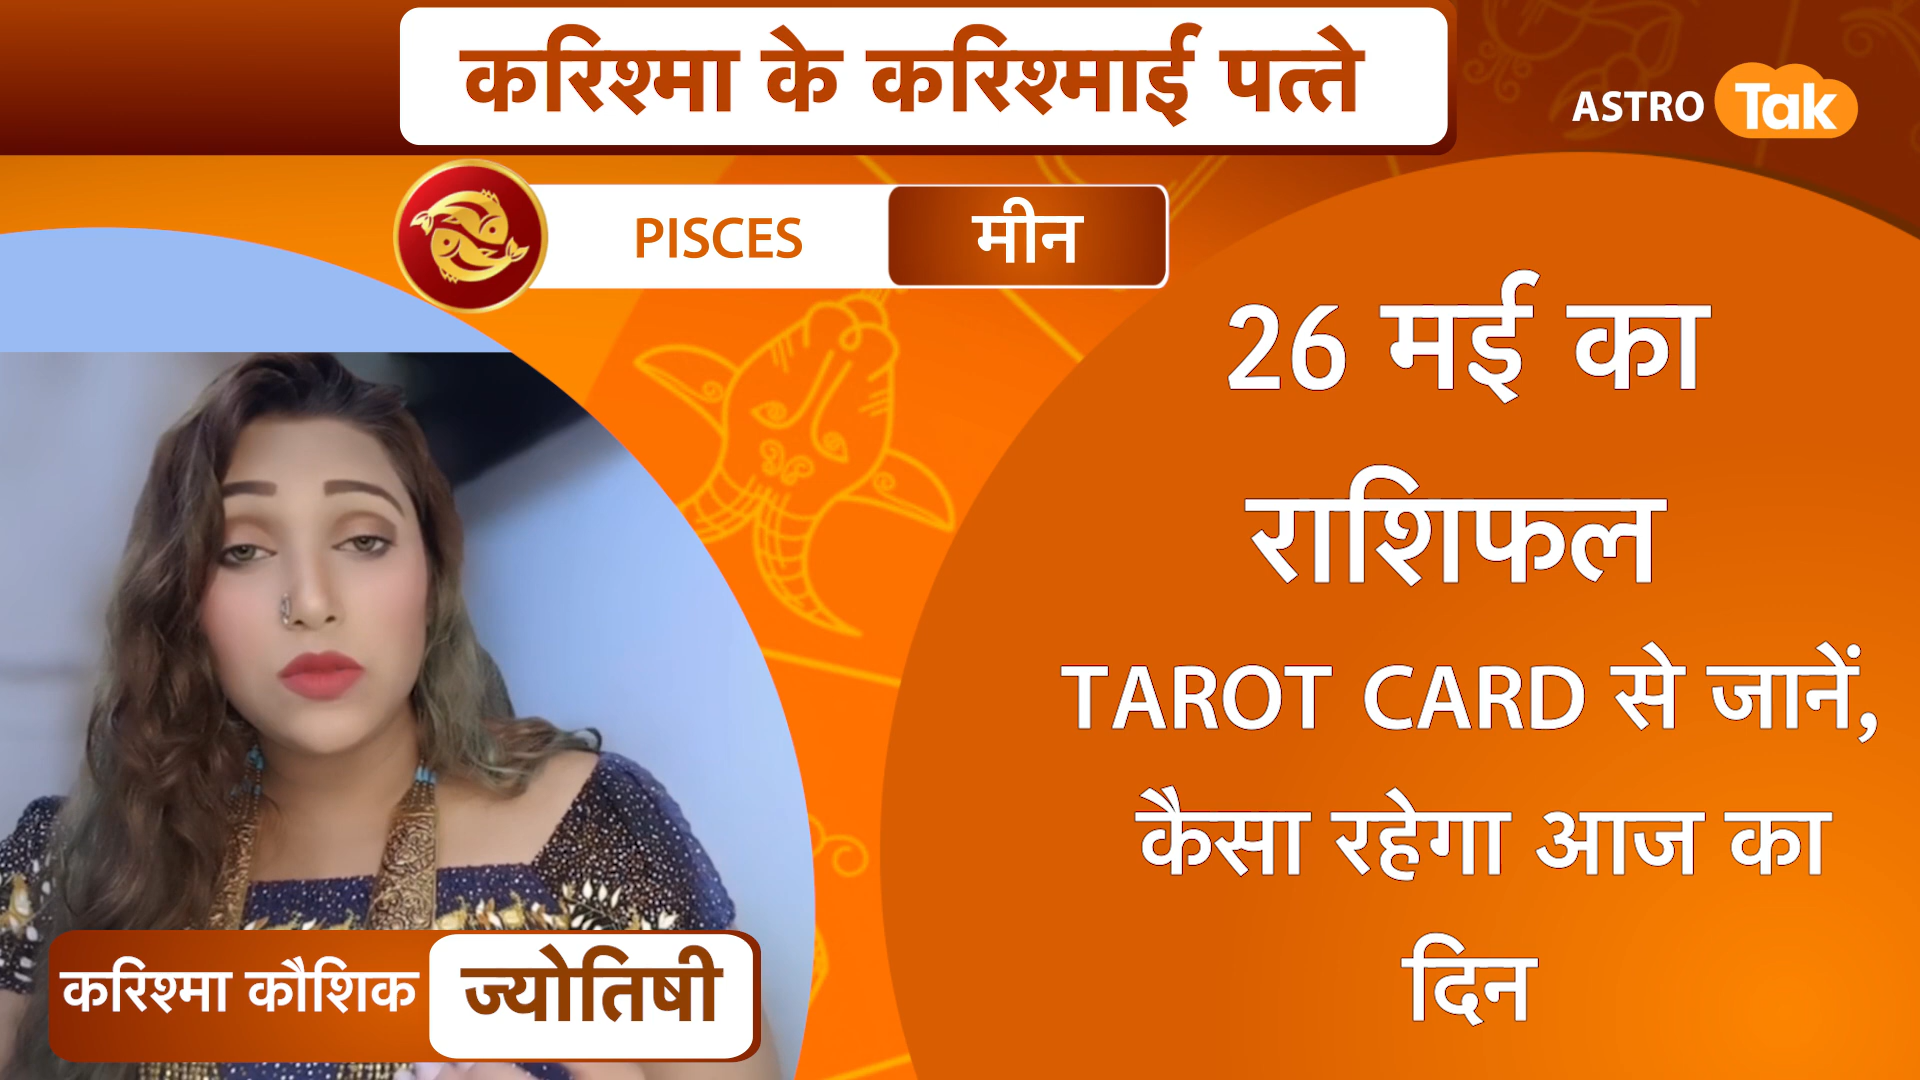 करिश्मा के करिश्माई पत्ते
ASTRO Tak
PISCES मीन
26 मई का
राशिफल
TAROT CARD से जानें,
कैसा रहेगा आज का
दिन
करिश्मा कौशिक ज्योतिषी